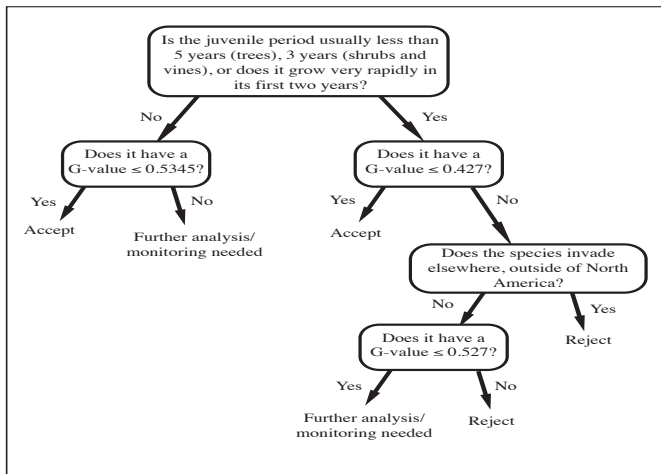 Is the juvenile period usually less than
5 years (trees), 3 years (shrubs and
vines), or does it grow very rapidly in
its first two years?
No
Yes
Does it have a
G-value ≤ 0.5345?
Does it have a
G-value ≤ 0.427?
Yes
No
Yes
No
Accept
Further analysis/
monitoring needed
Accept
Does the species invade
elsewhere, outside of North
America?
No
Yes
Does it have a
G-value ≤ 0.527?
Reject
Yes
No
Further analysis/
monitoring needed
Reject